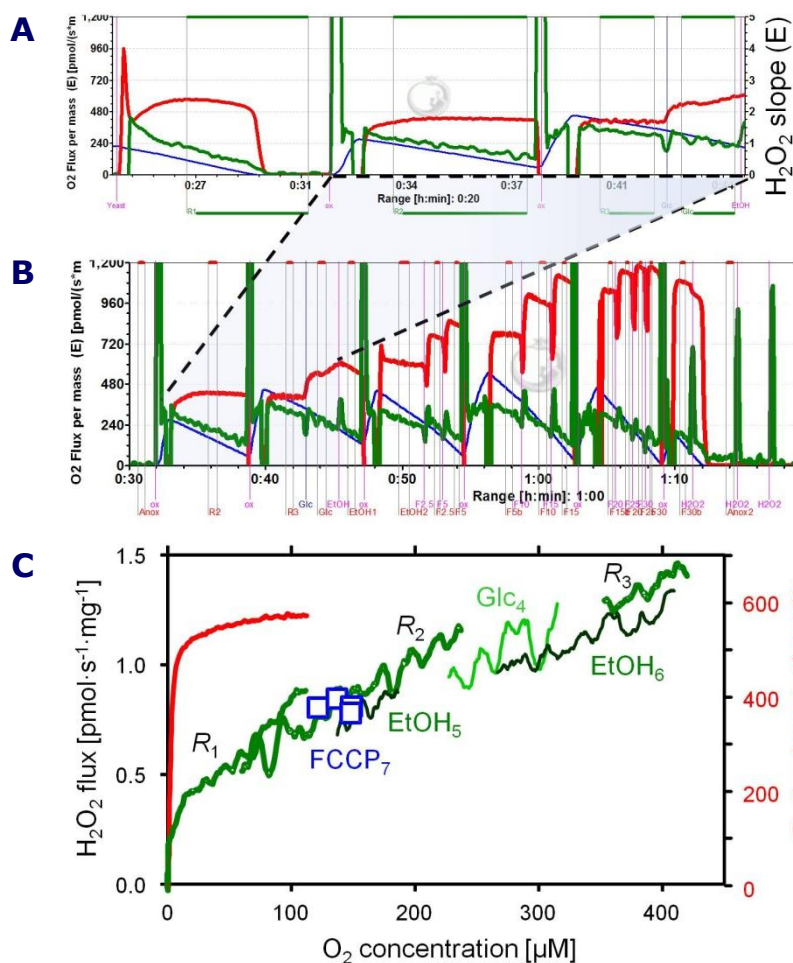 A
O2 Flux per mass (E) [pmol/(s*m
1,200
960
720
480
240
0
5
4
3
2
1
0
H₂O₂ slope (E)
0:27
0:31
0:34
0:37
0:41
Range [h:min]: 0:20
Yeast
ox
ox
Glc
EtOH
R1
R2
R3
Glc
B
O2 Flux per mass (E) [pmol/(s*m
1,200
960
720
480
240
0
0:30
0:40
0:50
1:00
1:10
Range [h:min]: 1:00
ox
ox
Glc
EtOH
ox
F2.5
F5
ox
F10
F15
ox
F20
F25
F30
ox
H2O2
H2O2
H2O2
Anox
R2
R3
Glc
EtOH1
EtOH2
F2.5
F5
F5b
F10
F15
F15b
F20
F25
F30
F30b
Anox2
C
H₂O₂ flux [pmol·s⁻¹·mg⁻¹]
1.5
1.0
0.5
0.0
600
400
200
0
R₁
R₂
R₃
Glc₄
EtOH₅
EtOH₆
FCCP₇
0
100
200
300
400
O₂ concentration [µM]